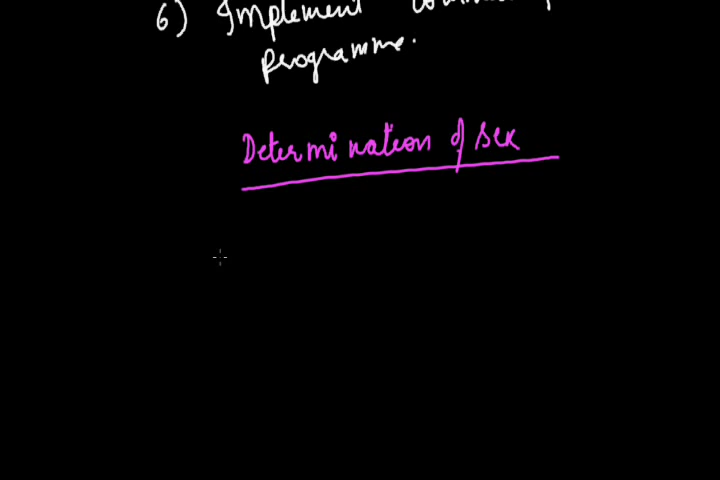 6) Implement
Programme.
Determination of sex